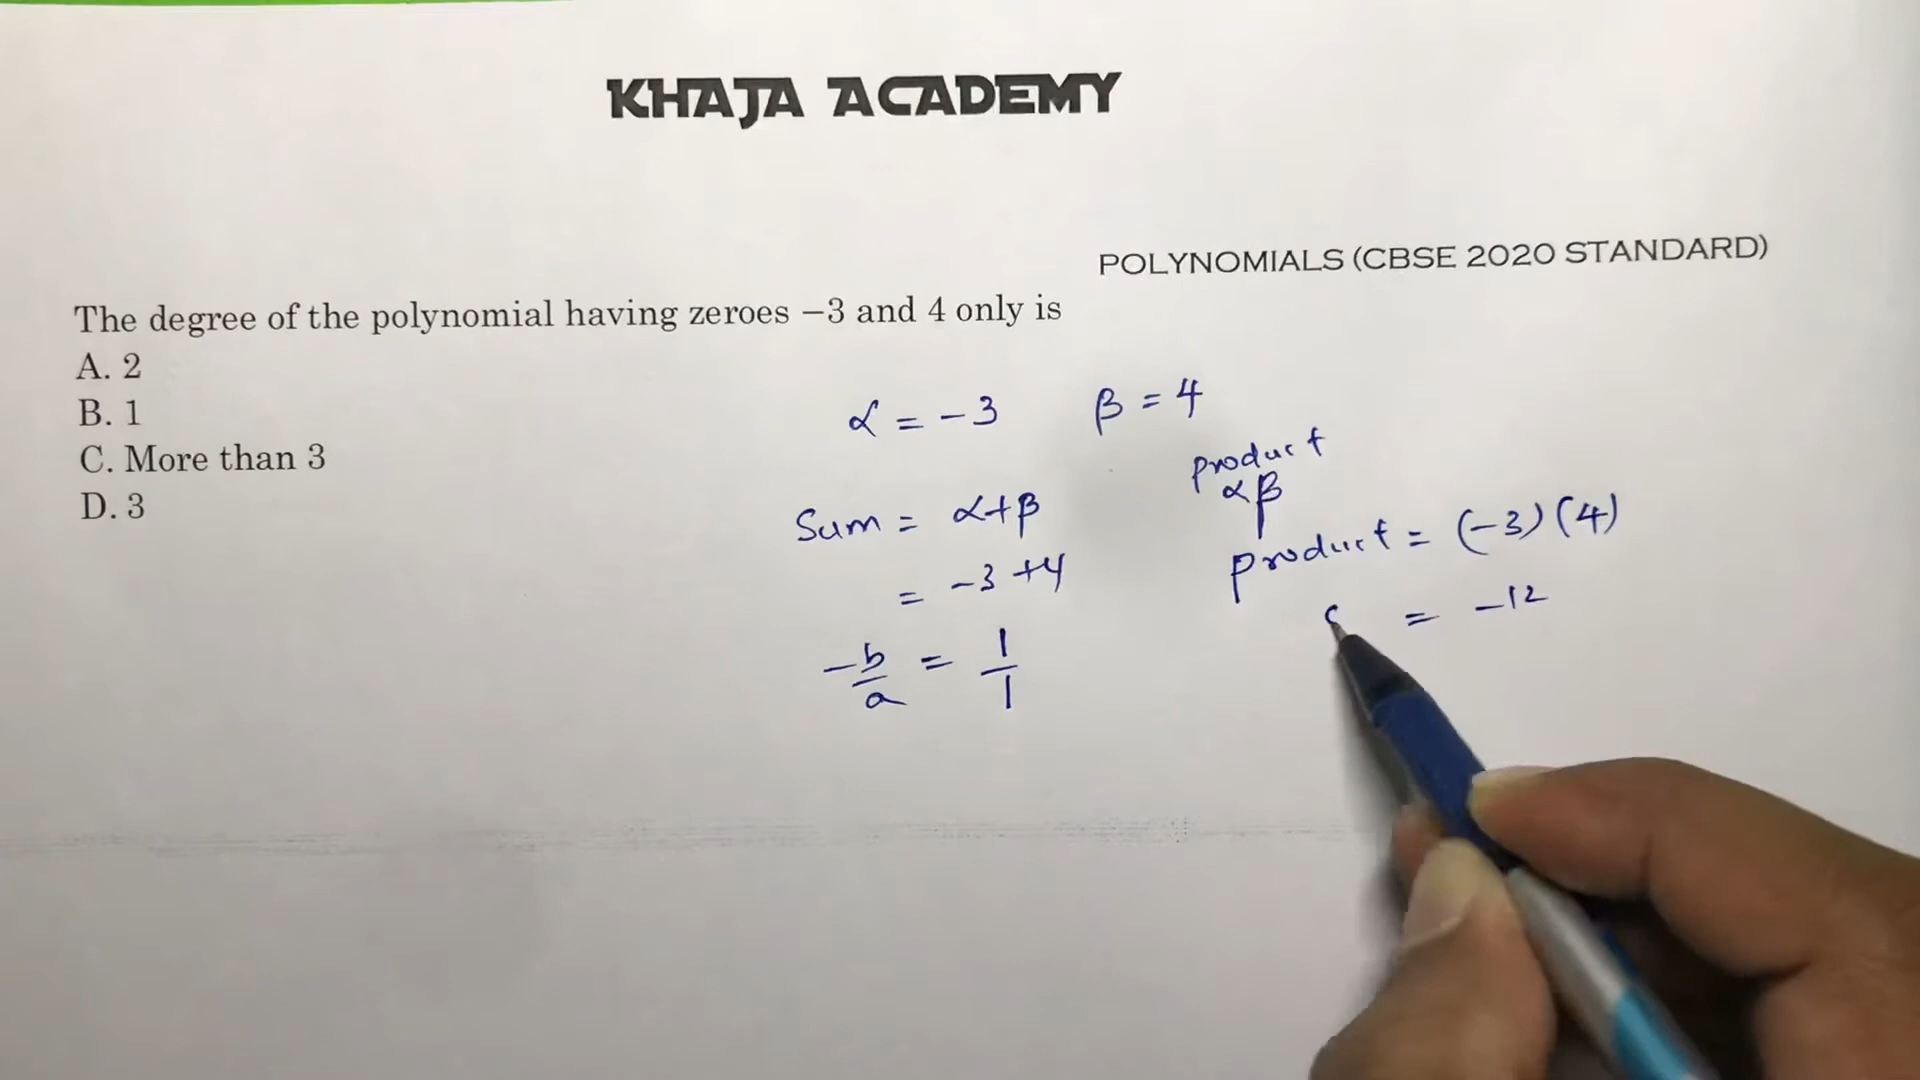 KHAJA ACADEMY
POLYNOMIALS (CBSE 2020 STANDARD)
The degree of the polynomial having zeroes −3 and 4 only is
A. 2
B. 1
C. More than 3
D. 3
α = −3 β = 4
product
αβ
Sum = α+β
product = (−3)(4)
= −3+4
c = −12
−b/a = 1/1